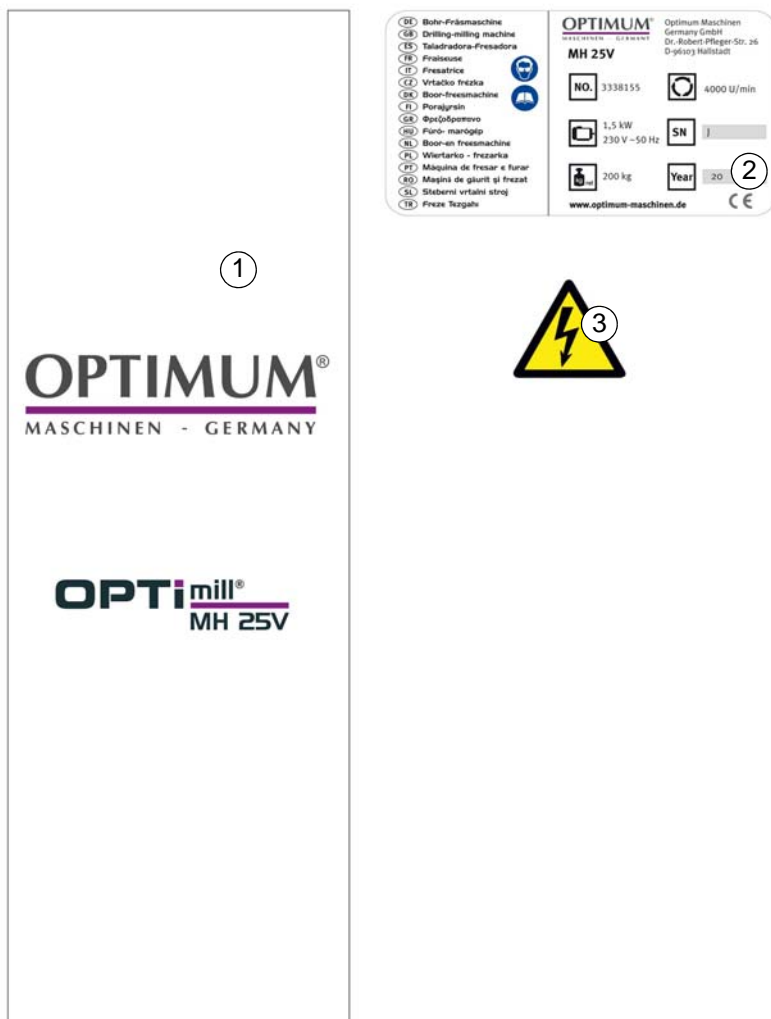 1
OPTIMUM®
MASCHINEN - GERMANY
OPTi mill®
MH 25V
DE Bohr-Fräsmaschine
GB Drilling-milling machine
ES Taladradora-Fresadora
FR Fraiseuse
IT Fresatrice
CZ Vrtačko frézka
DK Boor-freesmachine
FI Porajyrsin
GR Φρεζοδραπανο
HU Fúró- marógép
NL Boor-en freesmachine
PL Wiertarko - frezarka
PT Máquina de fresar e furar
RO Maşină de găurit şi frezat
SL Steberni vrtalni stroj
TR Freze Tezgahı
OPTIMUM®
MASCHINEN - GERMANY
Optimum Maschinen
Germany GmbH
Dr.-Robert-Pfleger-Str. 26
D-96103 Hallstadt
MH 25V
NO. 3338155
4000 U/min
1,5 kW
230 V ~50 Hz
SN J
kg net 200 kg
Year 20
2
www.optimum-maschinen.de
CE
3